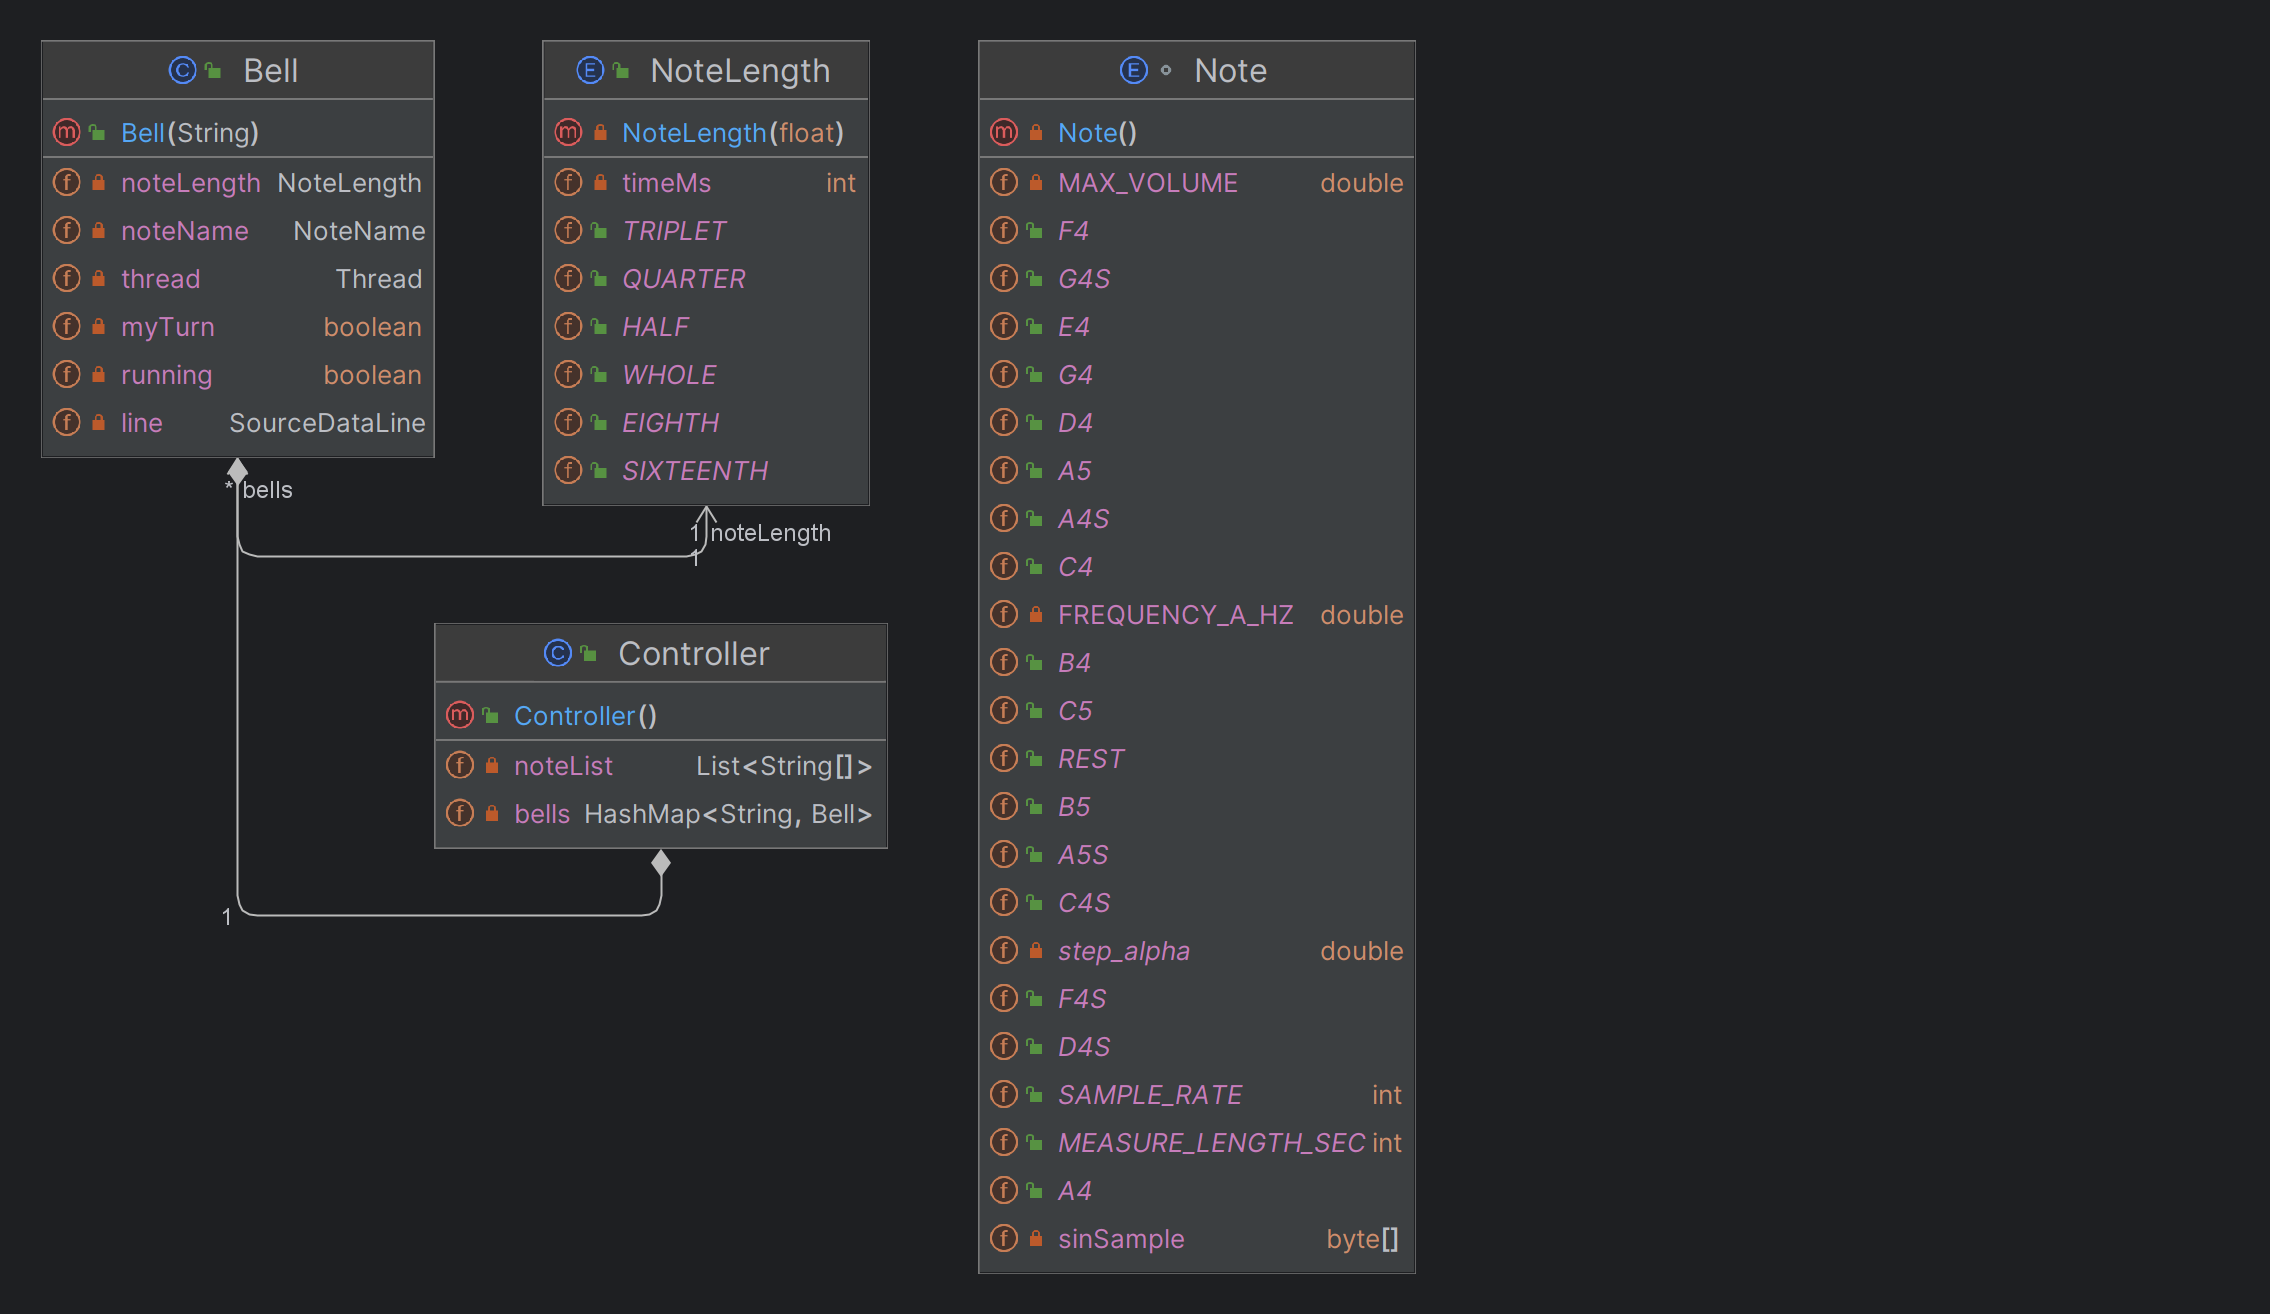 Bell
Bell(String)
noteLength NoteLength
noteName NoteName
thread Thread
myTurn boolean
running boolean
line SourceDataLine
* bells
NoteLength
NoteLength(float)
timeMs int
TRIPLET
QUARTER
HALF
WHOLE
EIGHTH
SIXTEENTH
1 noteLength
1
Controller
Controller()
noteList List<String[]>
bells HashMap<String, Bell>
1
Note
Note()
MAX_VOLUME double
F4
G4S
E4
G4
D4
A5
A4S
C4
FREQUENCY_A_HZ double
B4
C5
REST
B5
A5S
C4S
step_alpha double
F4S
D4S
SAMPLE_RATE int
MEASURE_LENGTH_SEC int
A4
sinSample byte[]